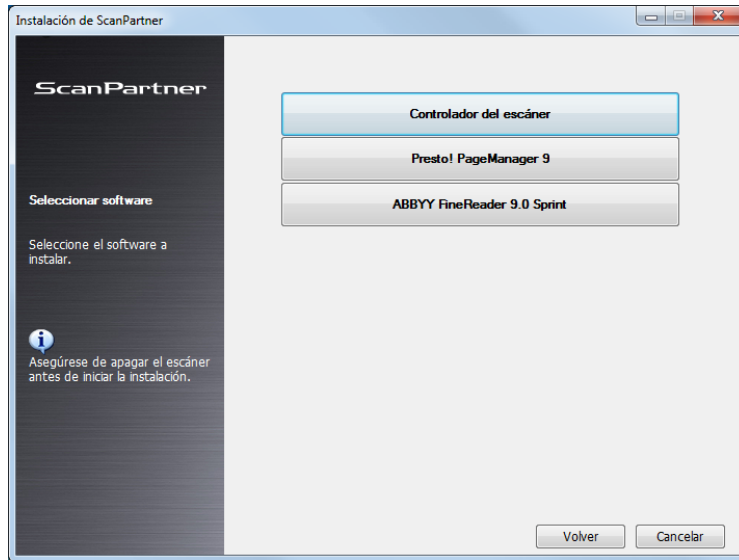 Instalación de ScanPartner
ScanPartner
Seleccionar software
Seleccione el software a
instalar.
Asegúrese de apagar el escáner
antes de iniciar la instalación.
Controlador del escáner
Presto! PageManager 9
ABBYY FineReader 9.0 Sprint
Volver
Cancelar